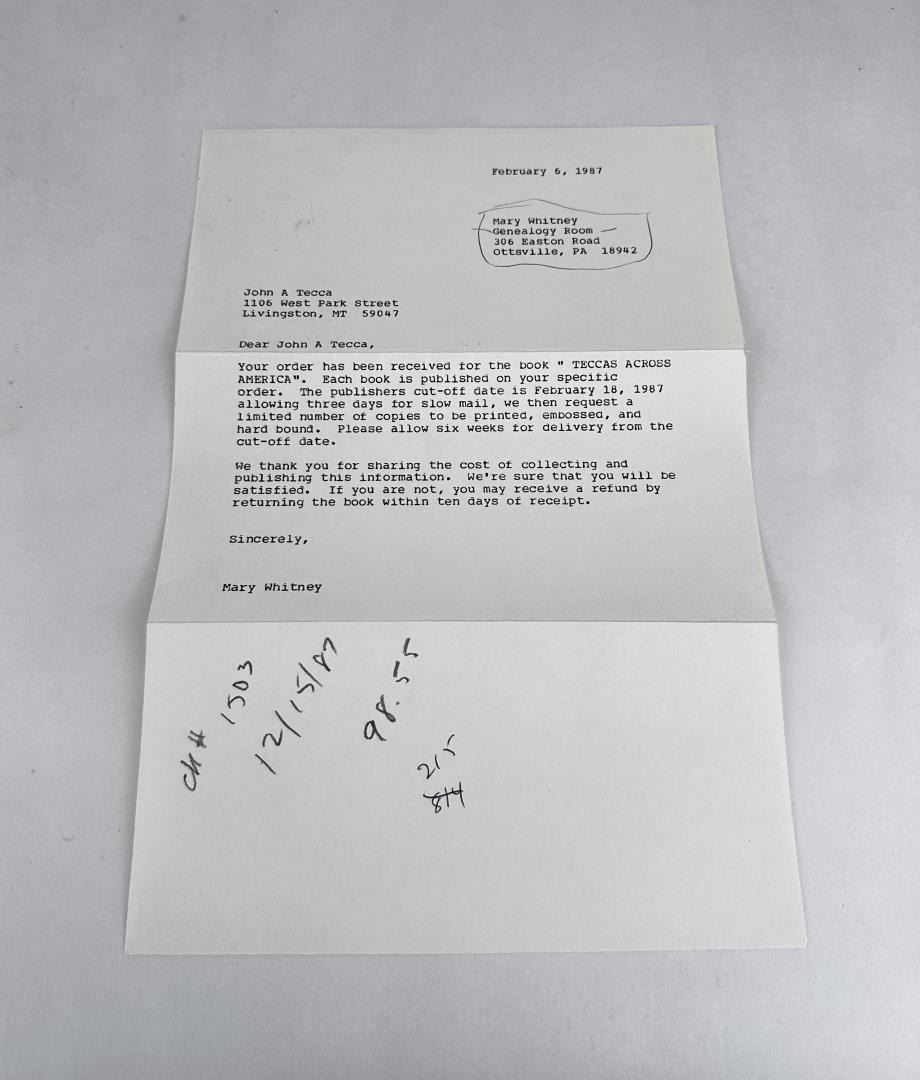 February 6, 1987
Mary Whitney
Genealogy Room
306 Easton Road
Ottsville, PA  18942
John A Tecca
1106 West Park Street
Livingston, MT  59047
Dear John A Tecca,
Your order has been received for the book " TECCAS ACROSS
AMERICA".  Each book is published on your specific
order.  The publishers cut-off date is February 18, 1987
allowing three days for slow mail, we then request a
limited number of copies to be printed, embossed, and
hard bound.  Please allow six weeks for delivery from the
cut-off date.
We thank you for sharing the cost of collecting and
publishing this information.  We're sure that you will be
satisfied.  If you are not, you may receive a refund by
returning the book within ten days of receipt.
Sincerely,
Mary Whitney
ck# 1503
12/15/87
98.55
215
814